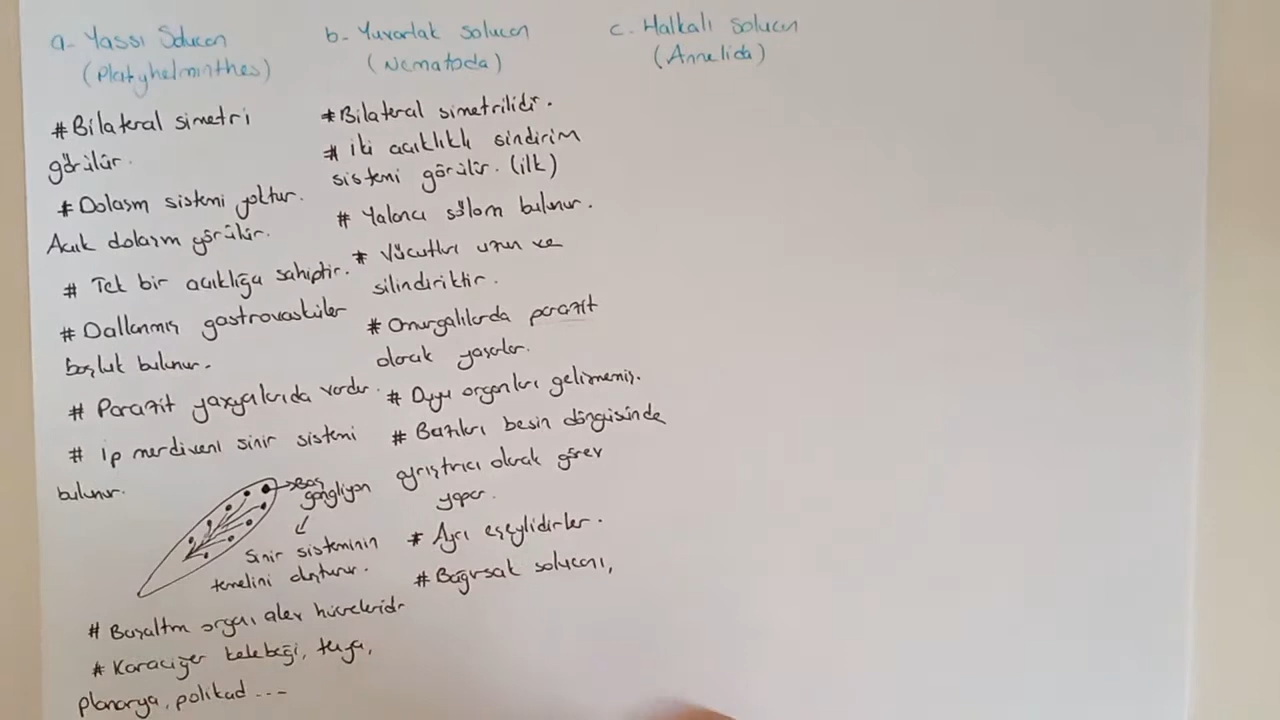 a- Yassı Solucan
(Platyhelminthes)
# Bilateral simetri
görülür.
# Dolaşım sistemi yoktur.
Açık dolaşım görülür.
# Tek bir açıklığa sahiptir.
# Dallanmış gastrovasküler
boşluk bulunur.
# Parazit yaşayanları da vardır.
# ip merdiveni sinir sistemi
bulunur.
Baş
gangliyon
Sinir sisteminin
temelini oluşturur.
# Boşaltım organı alev hücreleridir
# Karaciğer kelebeği, tenya,
planarya, polikad ...
b- Yuvarlak solucan
(Nematoda)
* Bilateral simetrilidir.
* iki açıklıklı sindirim
sistemi görülür. (ilk)
# Yalancı sölom bulunur.
* Vücutları uzun ve
silindiriktir.
# Omurgalılarda parazit
olarak yaşarlar.
# Duyu organları gelişmemiş.
# Bazıları besin döngüsünde
ayrıştırıcı olarak görev
yapar.
* Ayrı eşeylidirler.
# Bağırsak solucanı,
c. Halkalı Solucan
(Annelida)